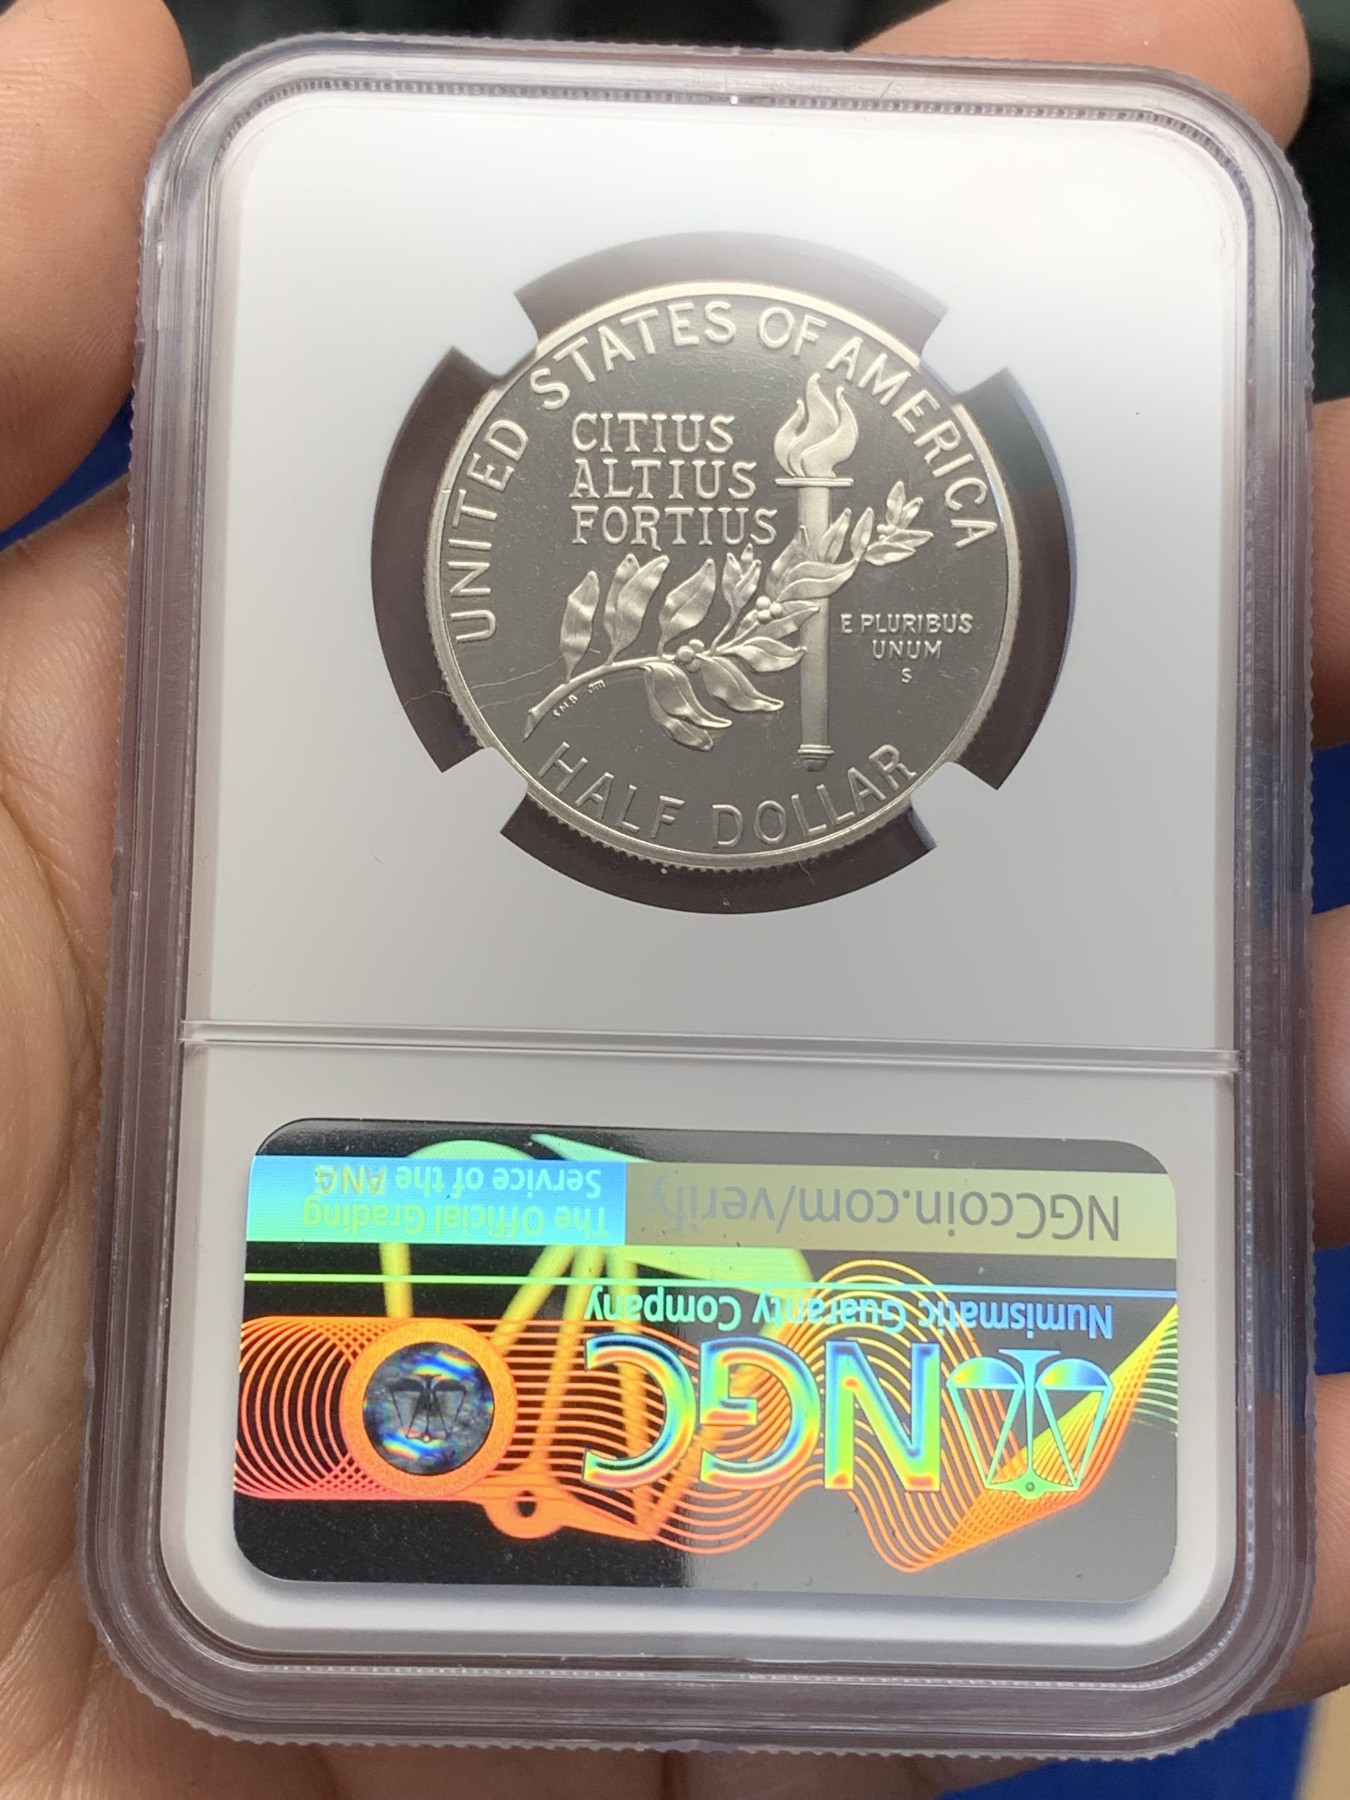 UNITED STATES OF AMERICA
CITIUS
ALTIUS
FORTIUS
E PLURIBUS
UNUM
S
HALF DOLLAR
NGCcoin.com/verify
The Official Grading
Service of the ANA
Numismatic Guaranty Company
NGC